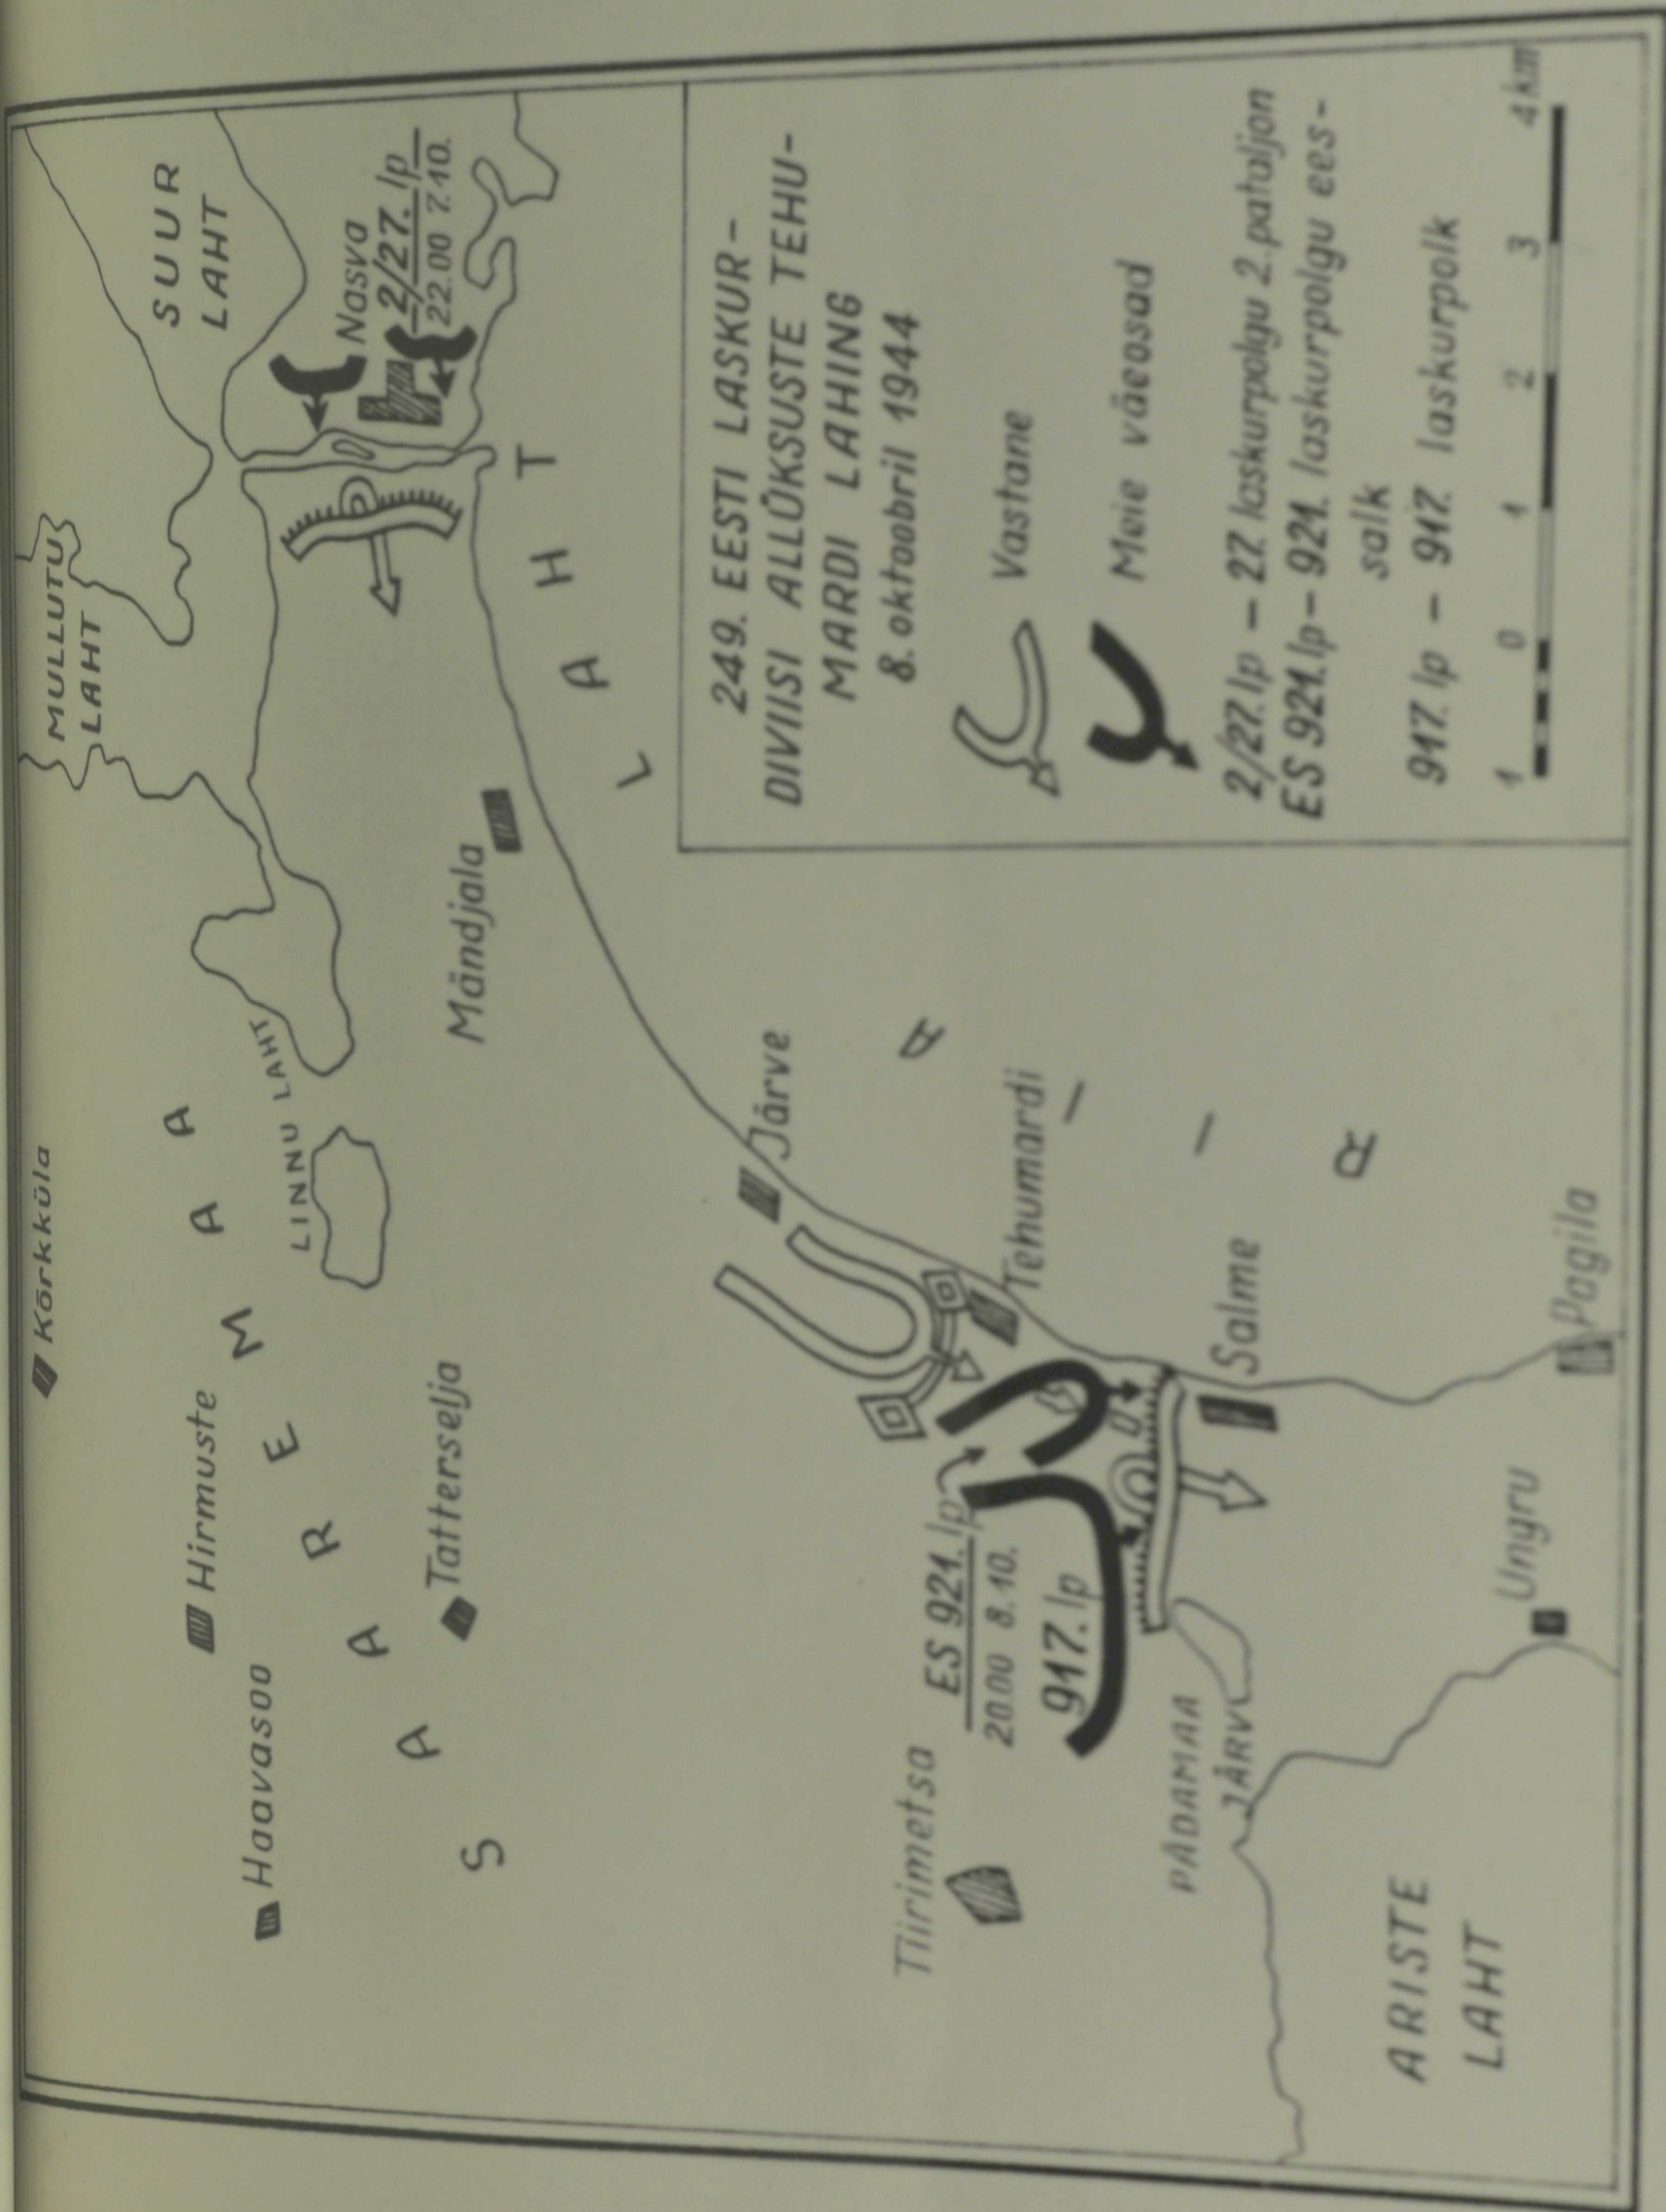 Kõrkküla
MULLUTU
LAHT
SUUR
LAHT
Hirmuste
Haavasoo
SAAREMAA
LINNU LAHT
Nasva
2/27. lp
22.00 7.10.
Tatterselja
Mändjala
RIIA LAHT
Järve
Tehumardi
Tiirimetsa
ES 921. lp
20.00 8.10.
917. lp
Salme
PÄDAMAA
JÄRV
Ungru
Pagila
ARISTE
LAHT
249. EESTI LASKUR-
DIVIISI ALLÜKSUSTE TEHU-
MARDI LAHING
8. oktoobril 1944
Vastane
Meie väeosad
2/27. lp – 27. laskurpolgu 2. pataljon
ES 921. lp – 921. laskurpolgu ees-
salk
917. lp – 917. laskurpolk
1 0 1 2 3 4 km